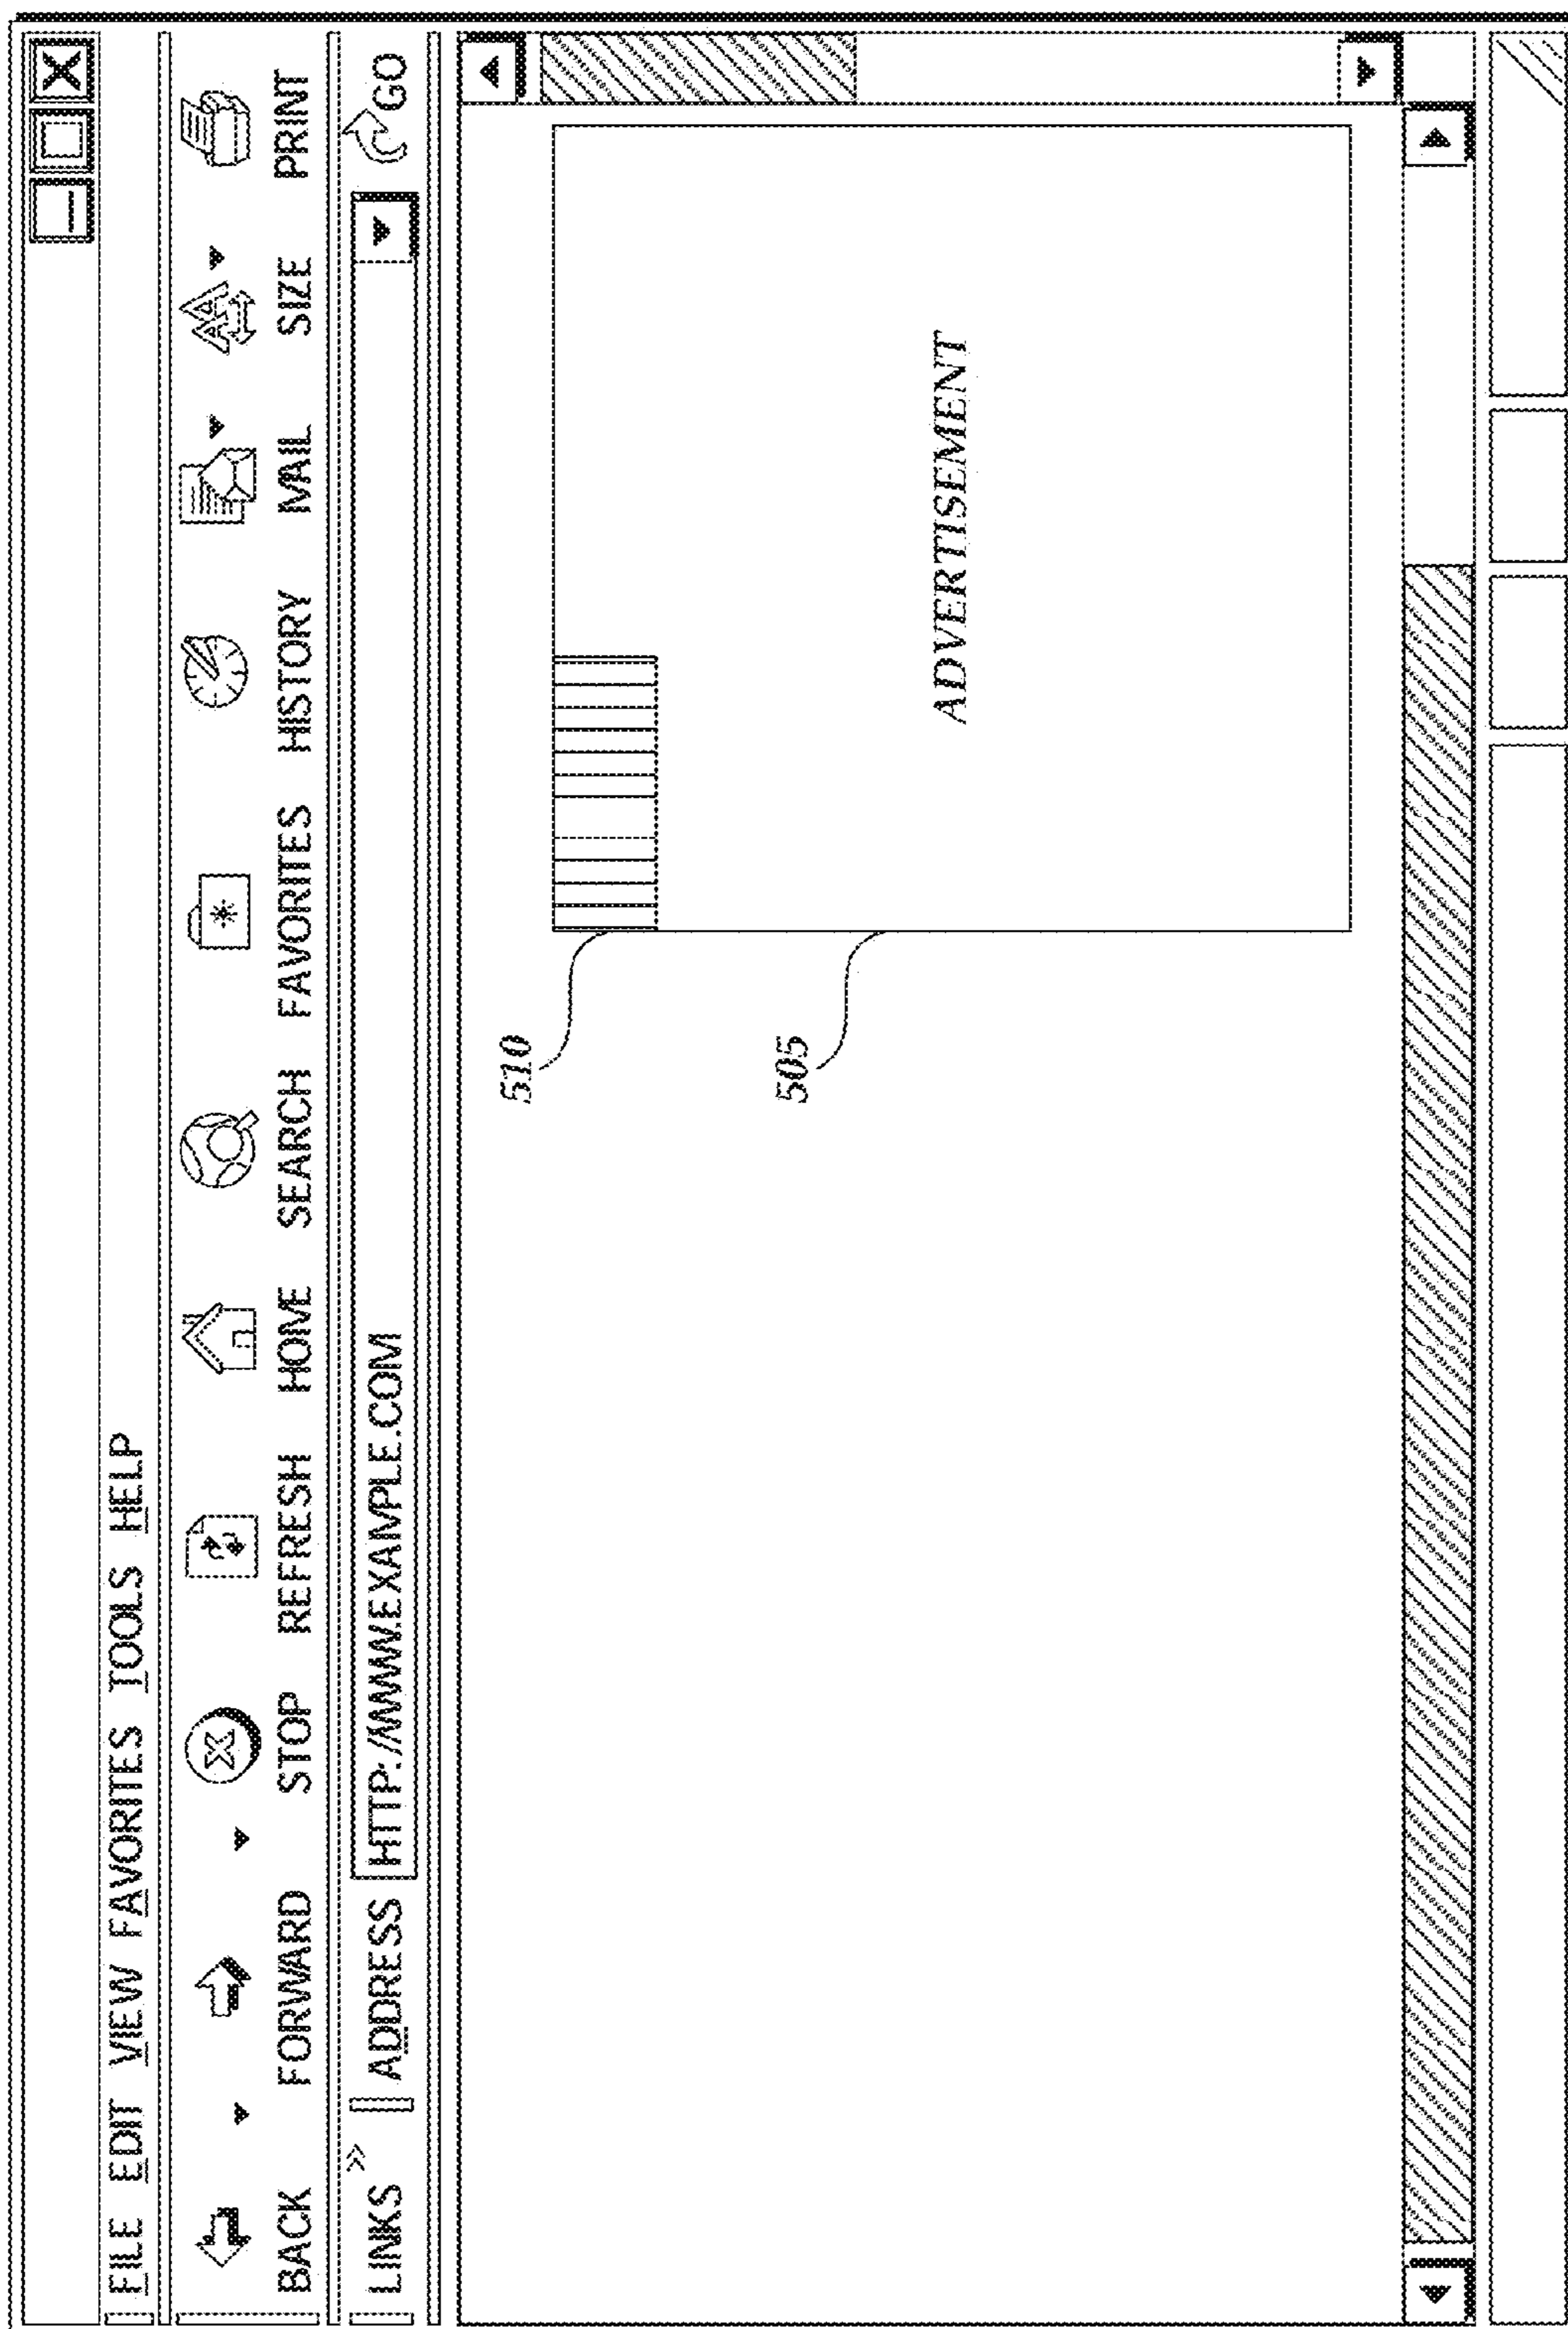 FILE EDIT VIEW FAVORITES TOOLS HELP
BACK FORWARD STOP REFRESH HOME SEARCH FAVORITES HISTORY MAIL SIZE PRINT
LINKS » ADDRESS HTTP://WWW.EXAMPLE.COM GO
510
505
ADVERTISEMENT